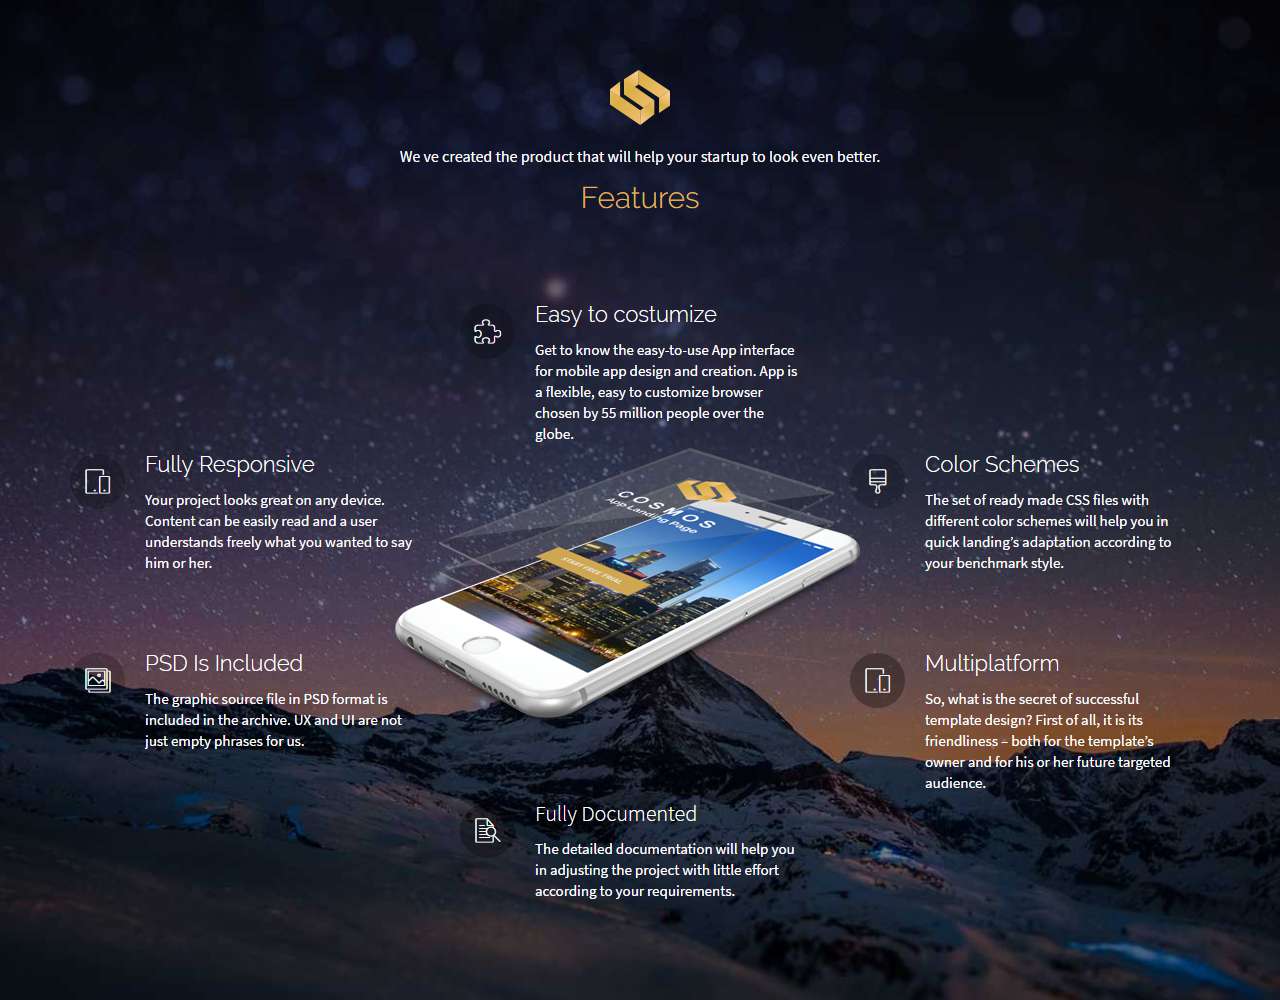 We ve created the product that will help your startup to look even better.
Features
Easy to costumize
Get to know the easy-to-use App interface
for mobile app design and creation. App is
a flexible, easy to customize browser
chosen by 55 million people over the
globe.
Fully Responsive
Your project looks great on any device.
Content can be easily read and a user
understands freely what you wanted to say
him or her.
COSMOS
App Landing Page
START FREE TRIAL
Color Schemes
The set of ready made CSS files with
different color schemes will help you in
quick landing’s adaptation according to
your benchmark style.
PSD Is Included
The graphic source file in PSD format is
included in the archive. UX and UI are not
just empty phrases for us.
Multiplatform
So, what is the secret of successful
template design? First of all, it is its
friendliness – both for the template’s
owner and for his or her future targeted
audience.
Fully Documented
The detailed documentation will help you
in adjusting the project with little effort
according to your requirements.